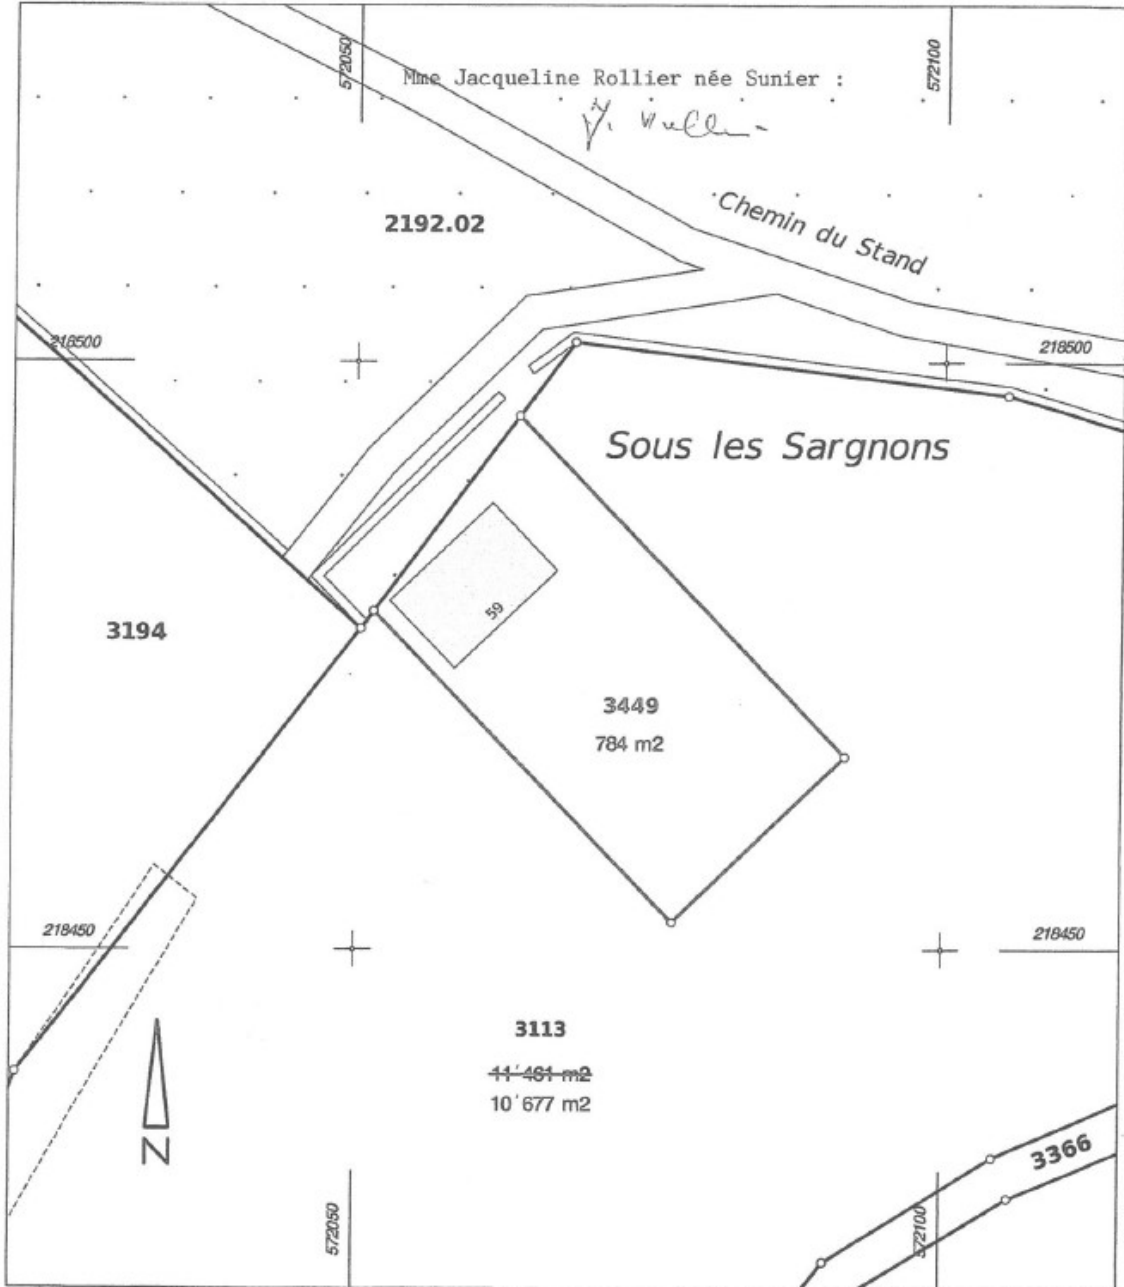 572050
572100
Mme Jacqueline Rollier née Sunier :
Chemin du Stand
2192.02
218500
218500
Sous les Sargnons
59
3194
3449
784 m2
218450
218450
3113
11'461 m2
10'677 m2
N
3366
572050
572100